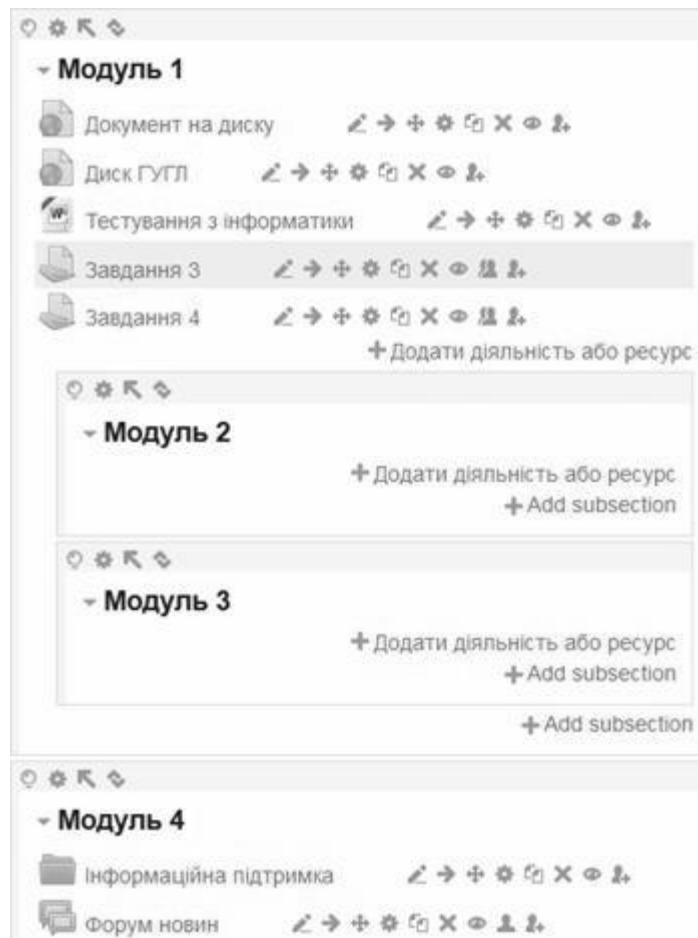 Модуль 1
Документ на диску
Диск ГУГЛ
Тестування з інформатики
Завдання 3
Завдання 4
+ Додати діяльність або ресурс
Модуль 2
+ Додати діяльність або ресурс
+ Add subsection
Модуль 3
+ Додати діяльність або ресурс
+ Add subsection
+ Add subsection
Модуль 4
Інформаційна підтримка
Форум новин